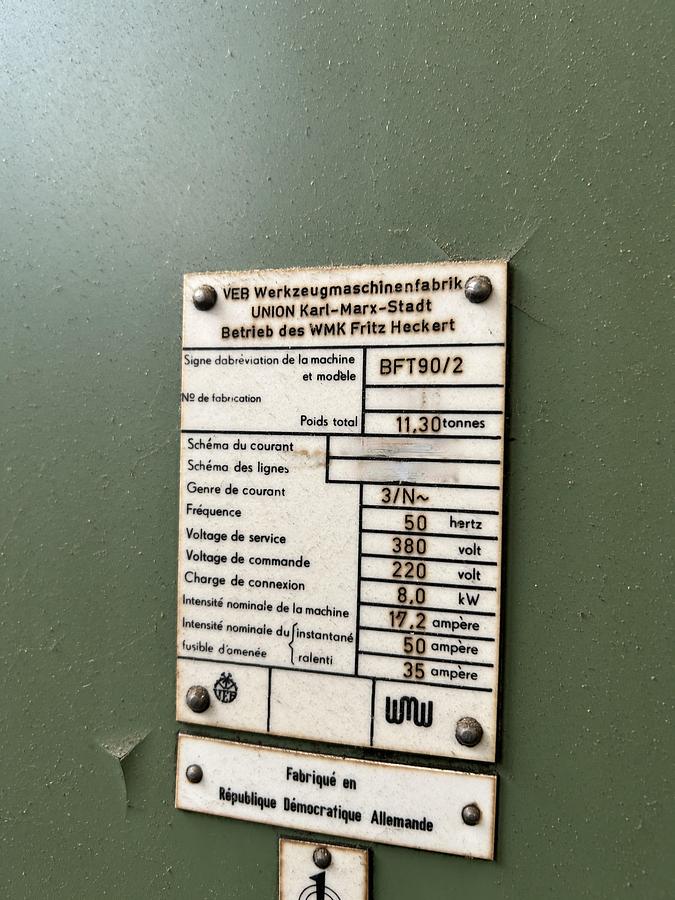 VEB Werkzeugmaschinenfabrik
UNION Karl-Marx-Stadt
Betrieb des WMK Fritz Heckert
Signe dabréviation de la machine
et modèle BFT90/2
Nº de fabrication
Poids total 11,30 tonnes
Schéma du courant
Schéma des lignes
Genre de courant 3/N~
Fréquence 50 hertz
Voltage de service 380 volt
Voltage de commande 220 volt
Charge de connexion 8,0 kW
Intensité nominale de la machine 17,2 ampère
Intensité nominale du instantané 50 ampère
fusible d'amenée ralenti 35 ampère
VEB
WMW
Fabriqué en
République Démocratique Allemande
1